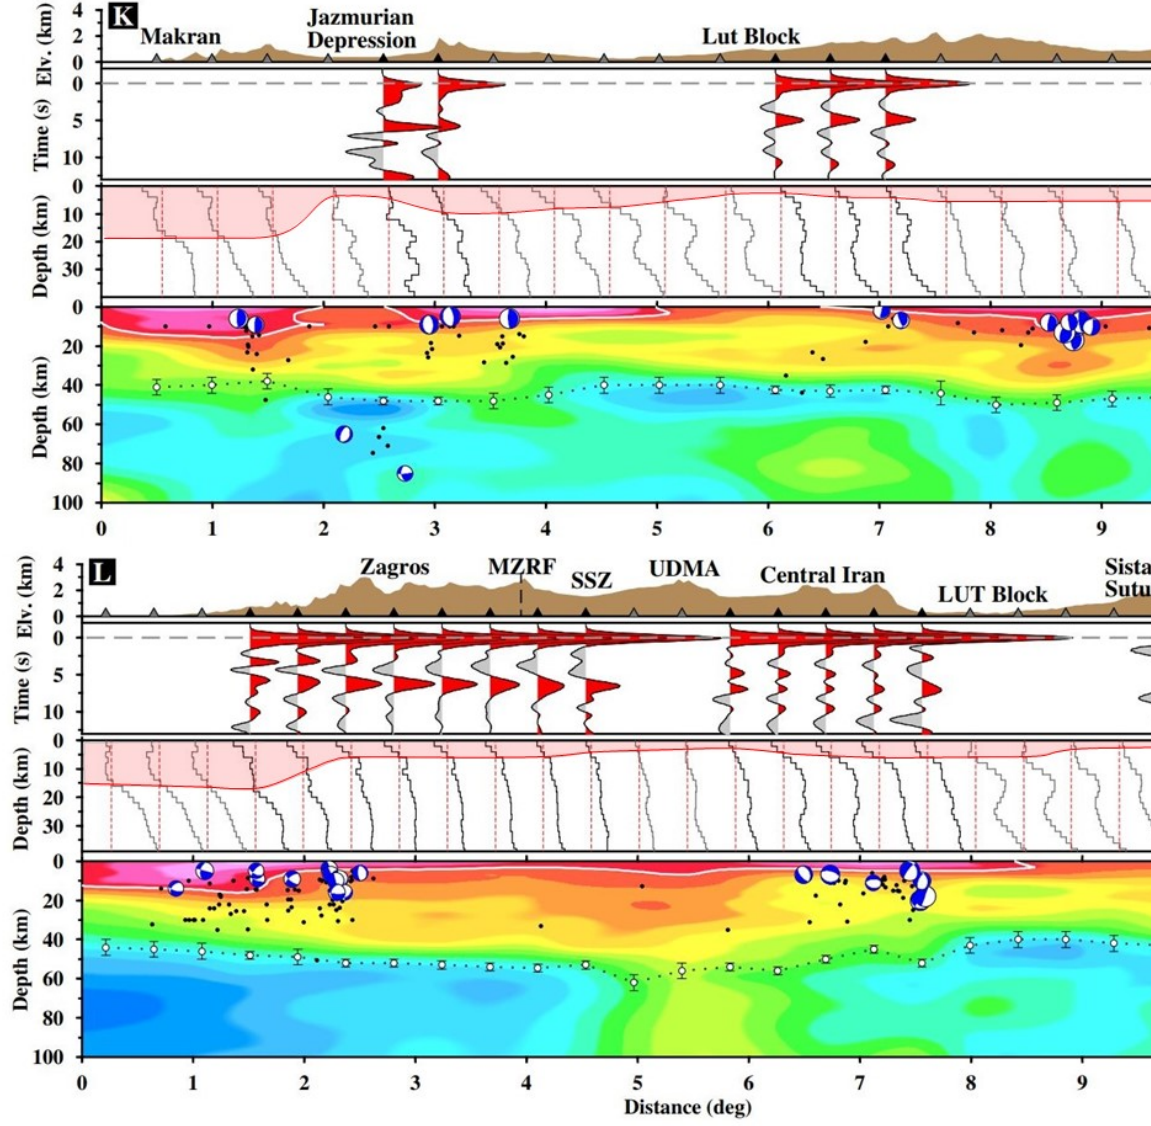 K
Elv. (km)
4
2
0
Makran
Jazmurian
Depression
Lut Block
Time (s)
0
5
10
Depth (km)
0
10
20
30
Depth (km)
0
20
40
60
80
100
0 1 2 3 4 5 6 7 8 9
L
Elv. (km)
4
2
0
Zagros
MZRF
SSZ
UDMA
Central Iran
LUT Block
Sista
Sutu
Time (s)
0
5
10
Depth (km)
0
10
20
30
Depth (km)
0
20
40
60
80
100
0 1 2 3 4 5 6 7 8 9
Distance (deg)